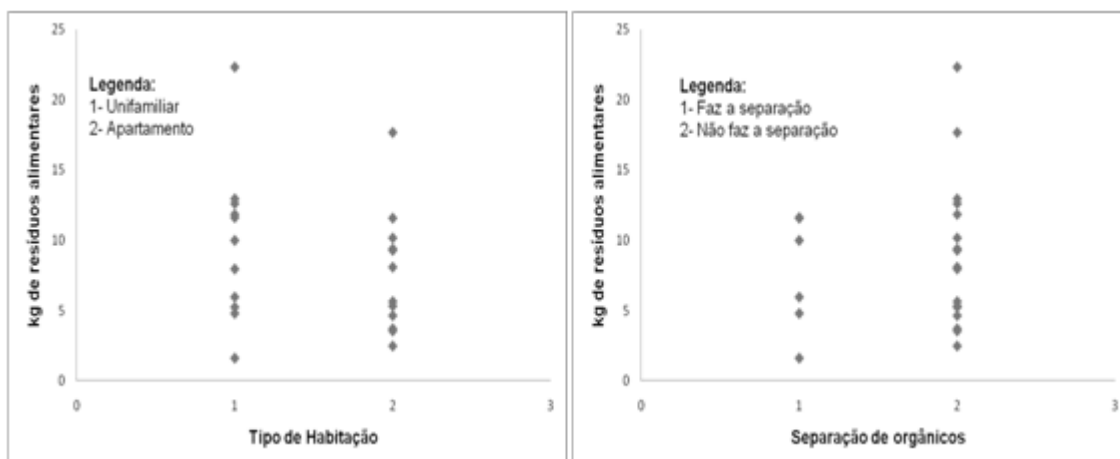 25
20
15
10
5
0
kg de resíduos alimentares
Legenda:
1- Unifamiliar
2- Apartamento
0 1 2 3
Tipo de Habitação
25
20
15
10
5
0
kg de resíduos alimentares
Legenda:
1- Faz a separação
2- Não faz a separação
0 1 2 3
Separação de orgânicos